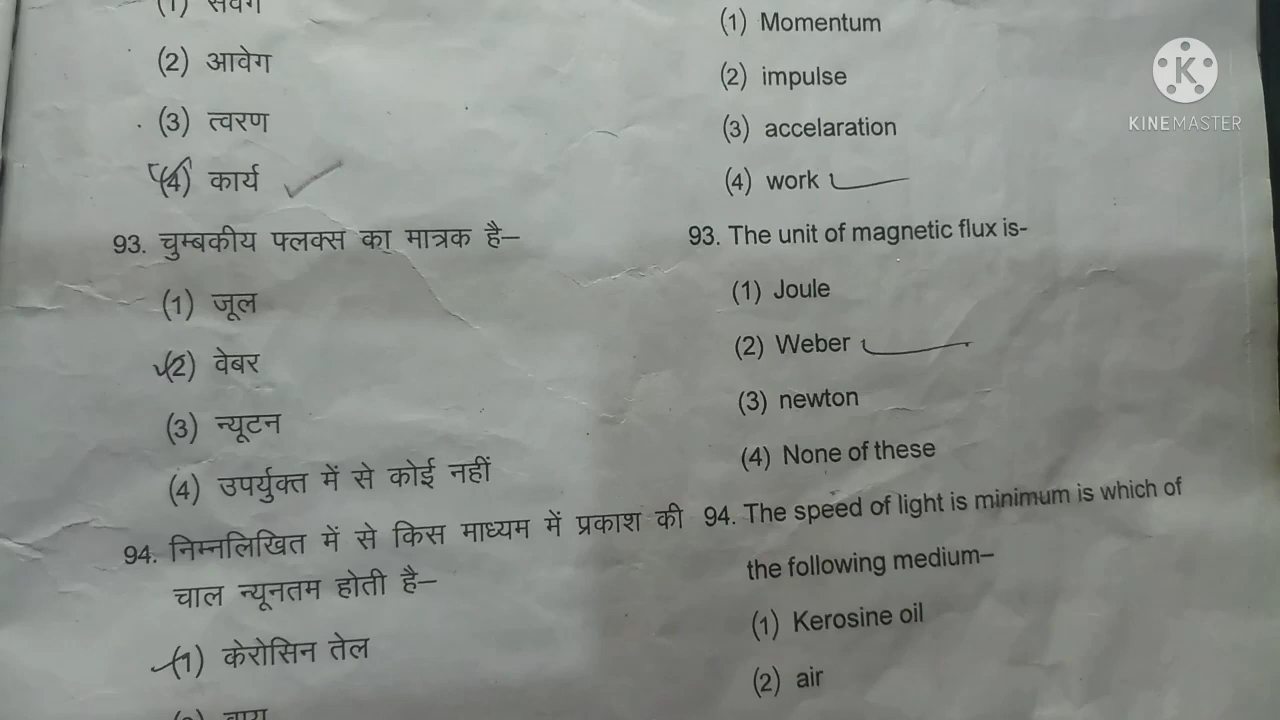 (1) संवेग
(2) आवेग
(3) त्वरण
(4) कार्य
93. चुम्बकीय फ्लक्स का मात्रक है–
(1) जूल
(2) वेबर
(3) न्यूटन
(4) उपर्युक्त में से कोई नहीं
94. निम्नलिखित में से किस माध्यम में प्रकाश की
चाल न्यूनतम होती है–
(1) केरोसिन तेल
(2) वायु
(1) Momentum
(2) impulse
(3) accelaration
(4) work
93. The unit of magnetic flux is-
(1) Joule
(2) Weber
(3) newton
(4) None of these
94. The speed of light is minimum is which of
the following medium–
(1) Kerosine oil
(2) air
K
KINEMASTER